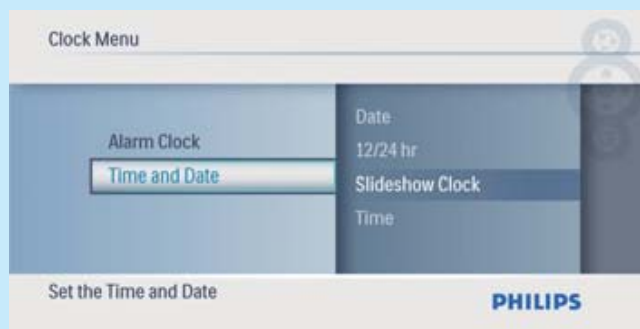 Clock Menu
Alarm Clock
Time and Date
Date
12/24 hr
Slideshow Clock
Time
Set the Time and Date
PHILIPS